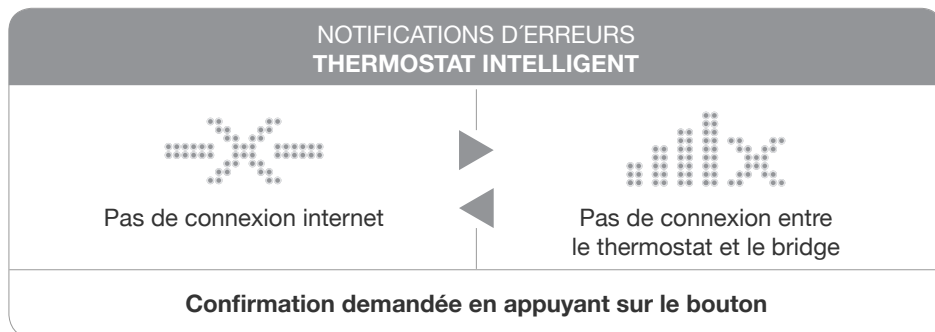 NOTIFICATIONS D´ERREURS
THERMOSTAT INTELLIGENT
Pas de connexion internet
Pas de connexion entre
le thermostat et le bridge
Confirmation demandée en appuyant sur le bouton